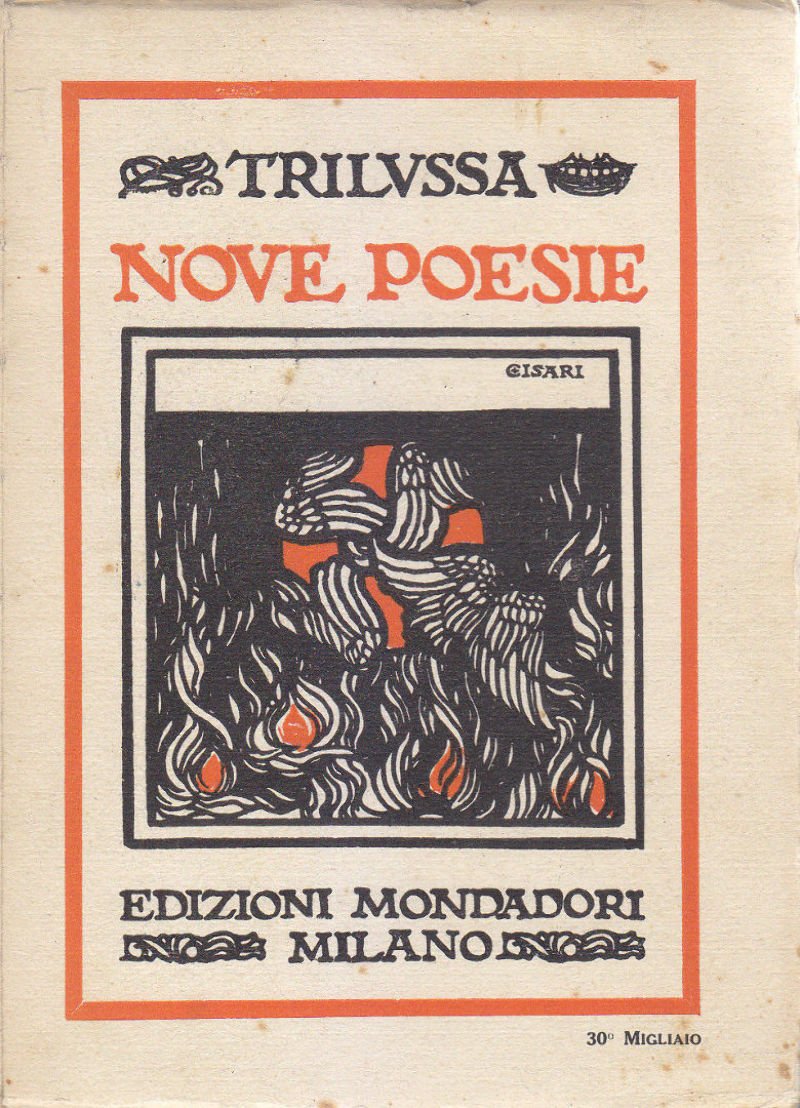 TRILVSSA
NOVE POESIE
CISARI
EDIZIONI MONDADORI
MILANO
30° MIGLIAIO